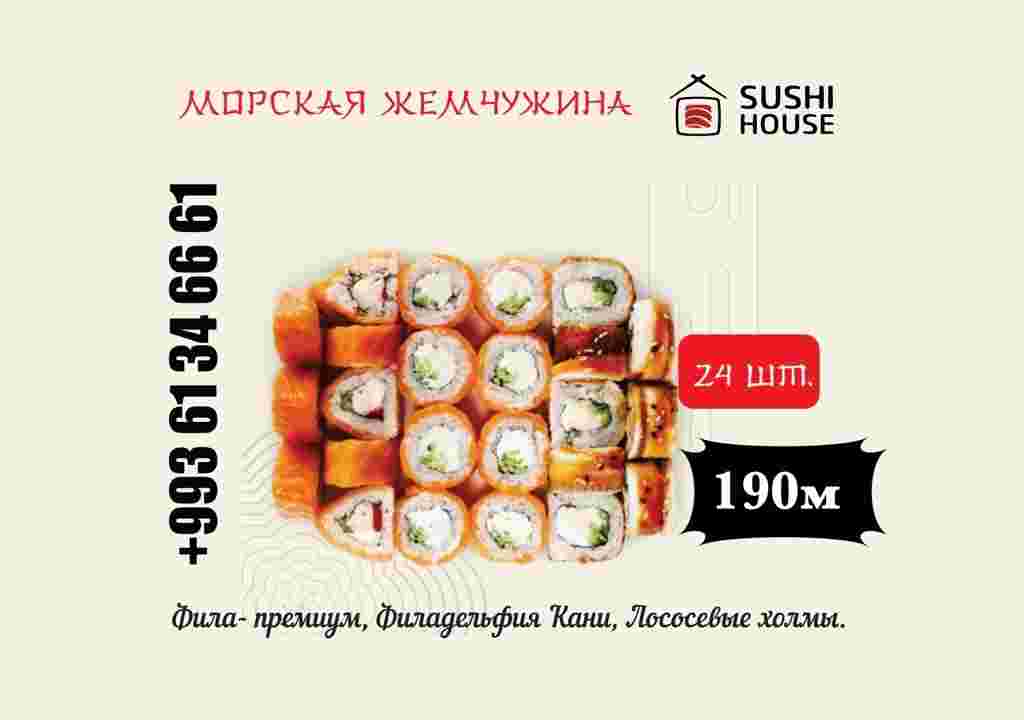 МОРСКАЯ ЖЕМЧУЖИНА
SUSHI
HOUSE
+993 61 34 66 61
24 шт.
190м
Фила- премиум, Филадельфия Кани, Лососевые холмы.